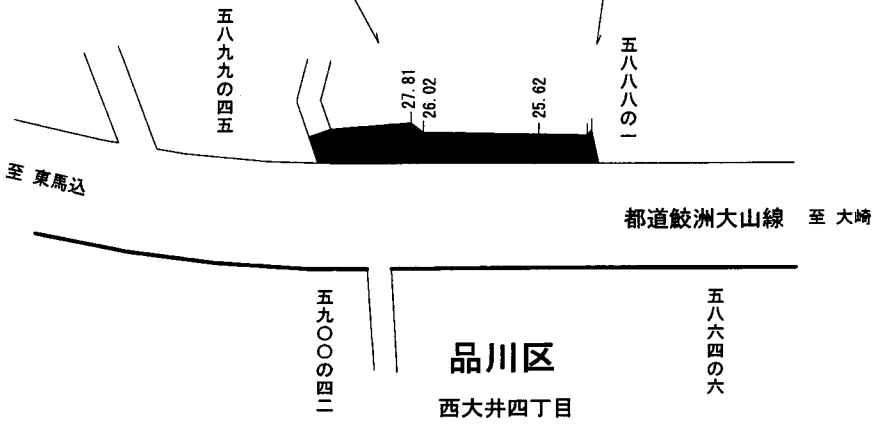 五八九九の四五
27.81
26.02
25.62
五八八八の一
至 東馬込
都道鮫洲大山線
至 大崎
五九〇〇の四二
五八六四の六
品川区
西大井四丁目